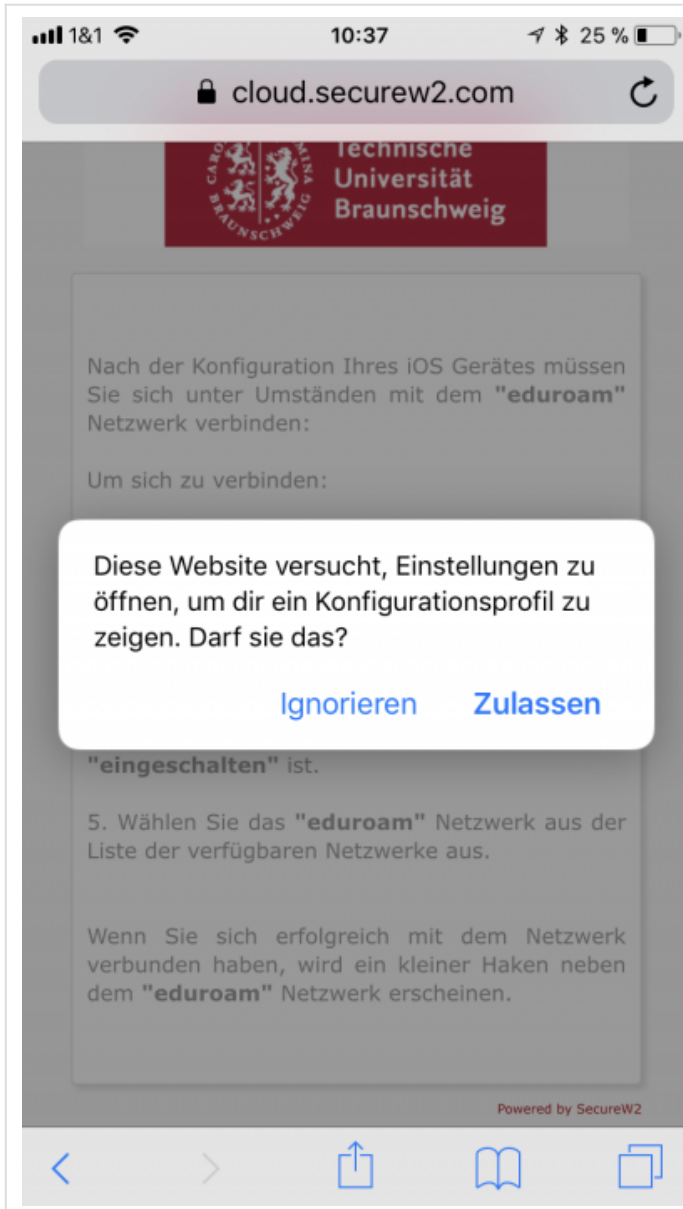 1&1 10:37 25 %
cloud.securew2.com
Technische
Universität
Braunschweig
Nach der Konfiguration Ihres iOS Gerätes müssen
Sie sich unter Umständen mit dem "eduroam"
Netzwerk verbinden:
Um sich zu verbinden:
Diese Website versucht, Einstellungen zu
öffnen, um dir ein Konfigurationsprofil zu
zeigen. Darf sie das?
Ignorieren Zulassen
"eingeschalten" ist.
5. Wählen Sie das "eduroam" Netzwerk aus der
Liste der verfügbaren Netzwerke aus.
Wenn Sie sich erfolgreich mit dem Netzwerk
verbunden haben, wird ein kleiner Haken neben
dem "eduroam" Netzwerk erscheinen.
Powered by SecureW2